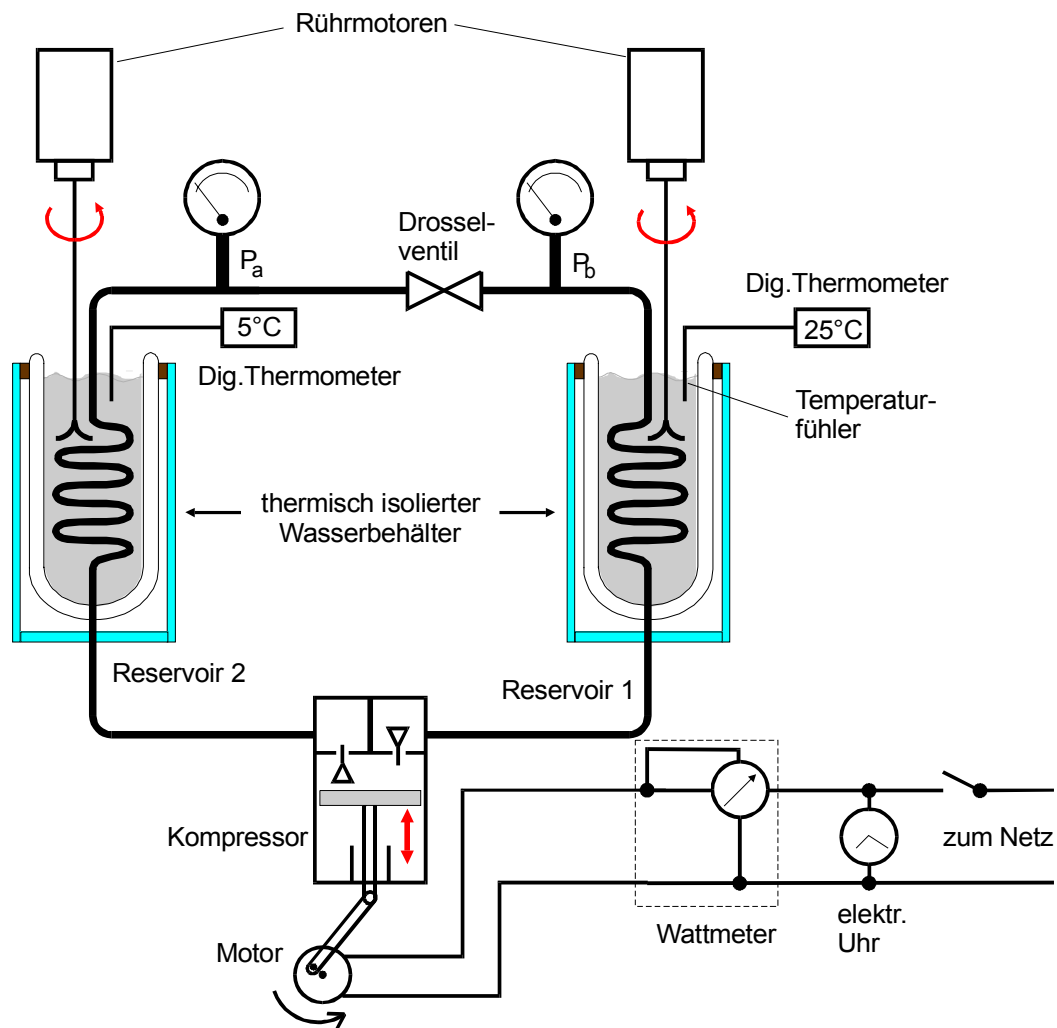 Rührmotoren
Drossel-
ventil
Pa
Pb
Dig.Thermometer
5°C
25°C
Dig.Thermometer
Temperatur-
fühler
thermisch isolierter
Wasserbehälter
Reservoir 2
Reservoir 1
Kompressor
zum Netz
Wattmeter
elektr.
Uhr
Motor